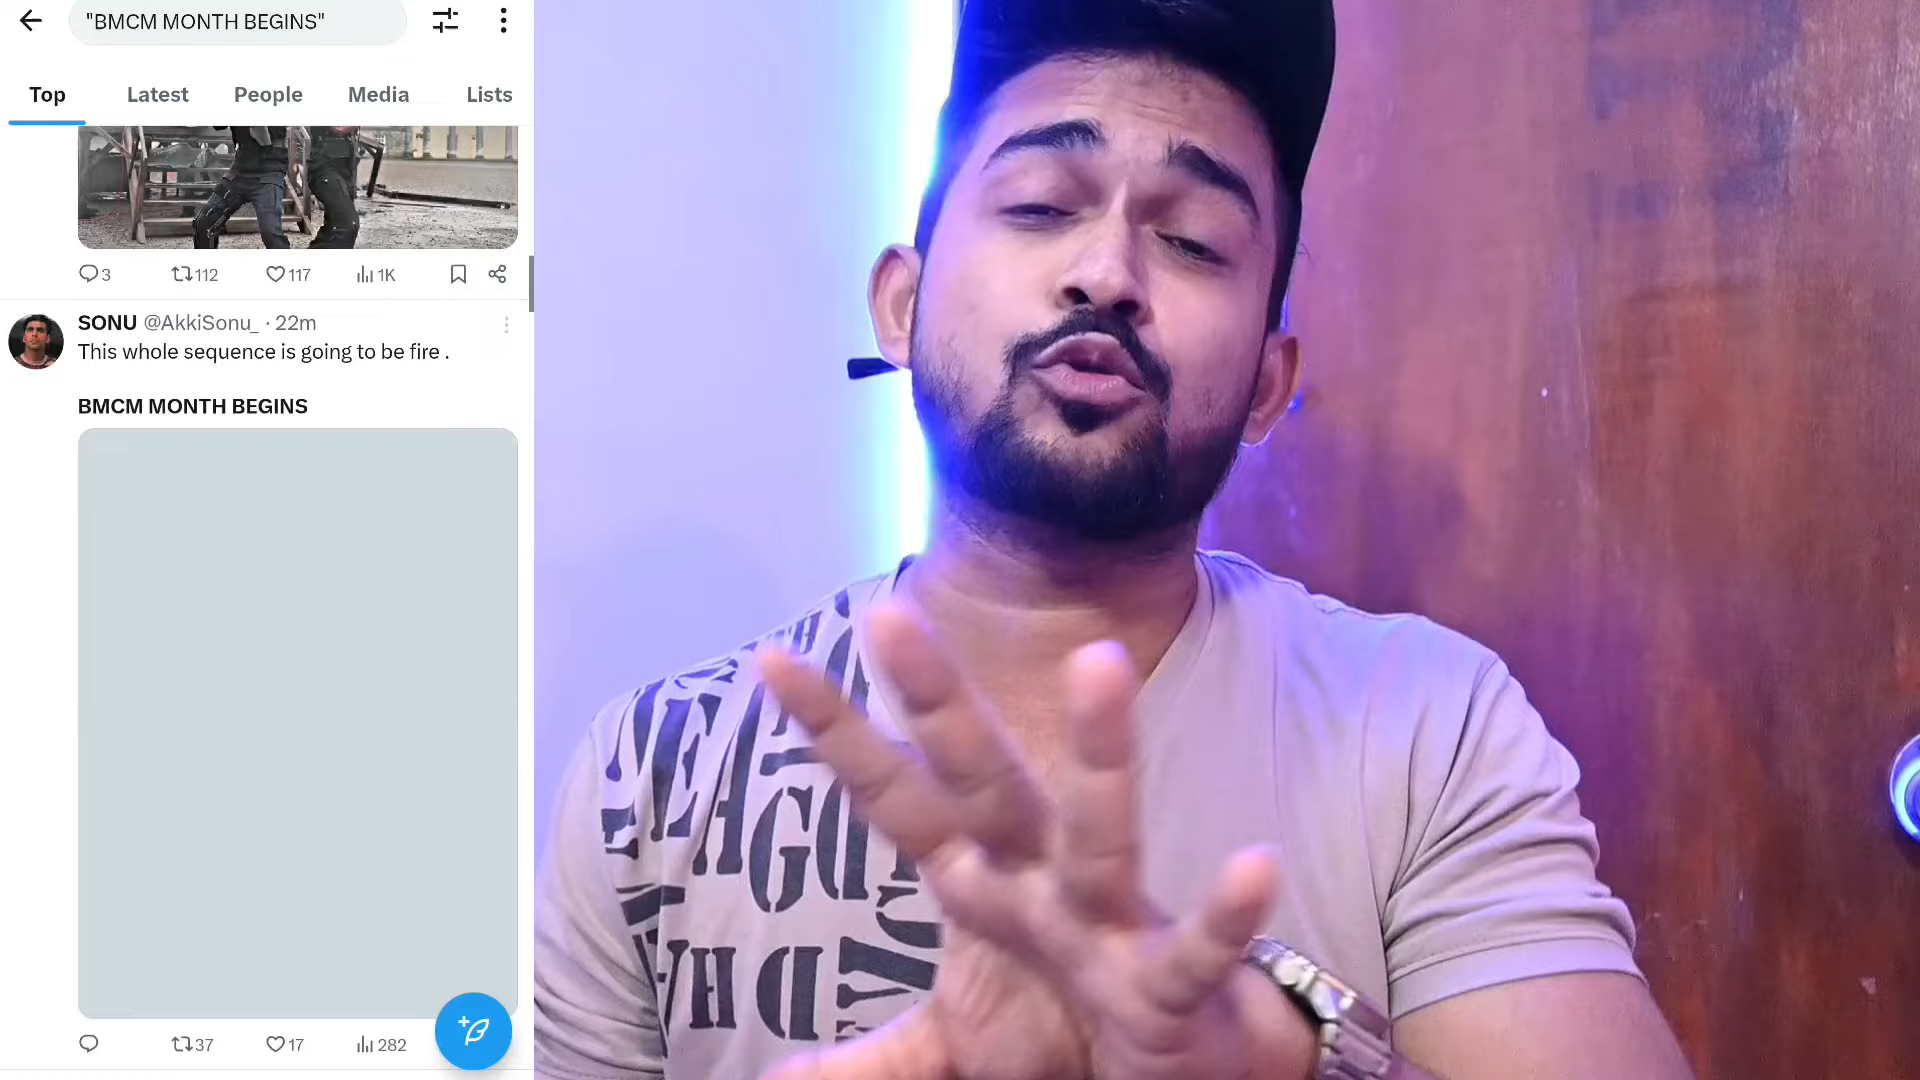 "BMCM MONTH BEGINS"
Top Latest People Media Lists
3 112 117 1K
SONU @AkkiSonu_ · 22m
This whole sequence is going to be fire .
BMCM MONTH BEGINS
37 17 282